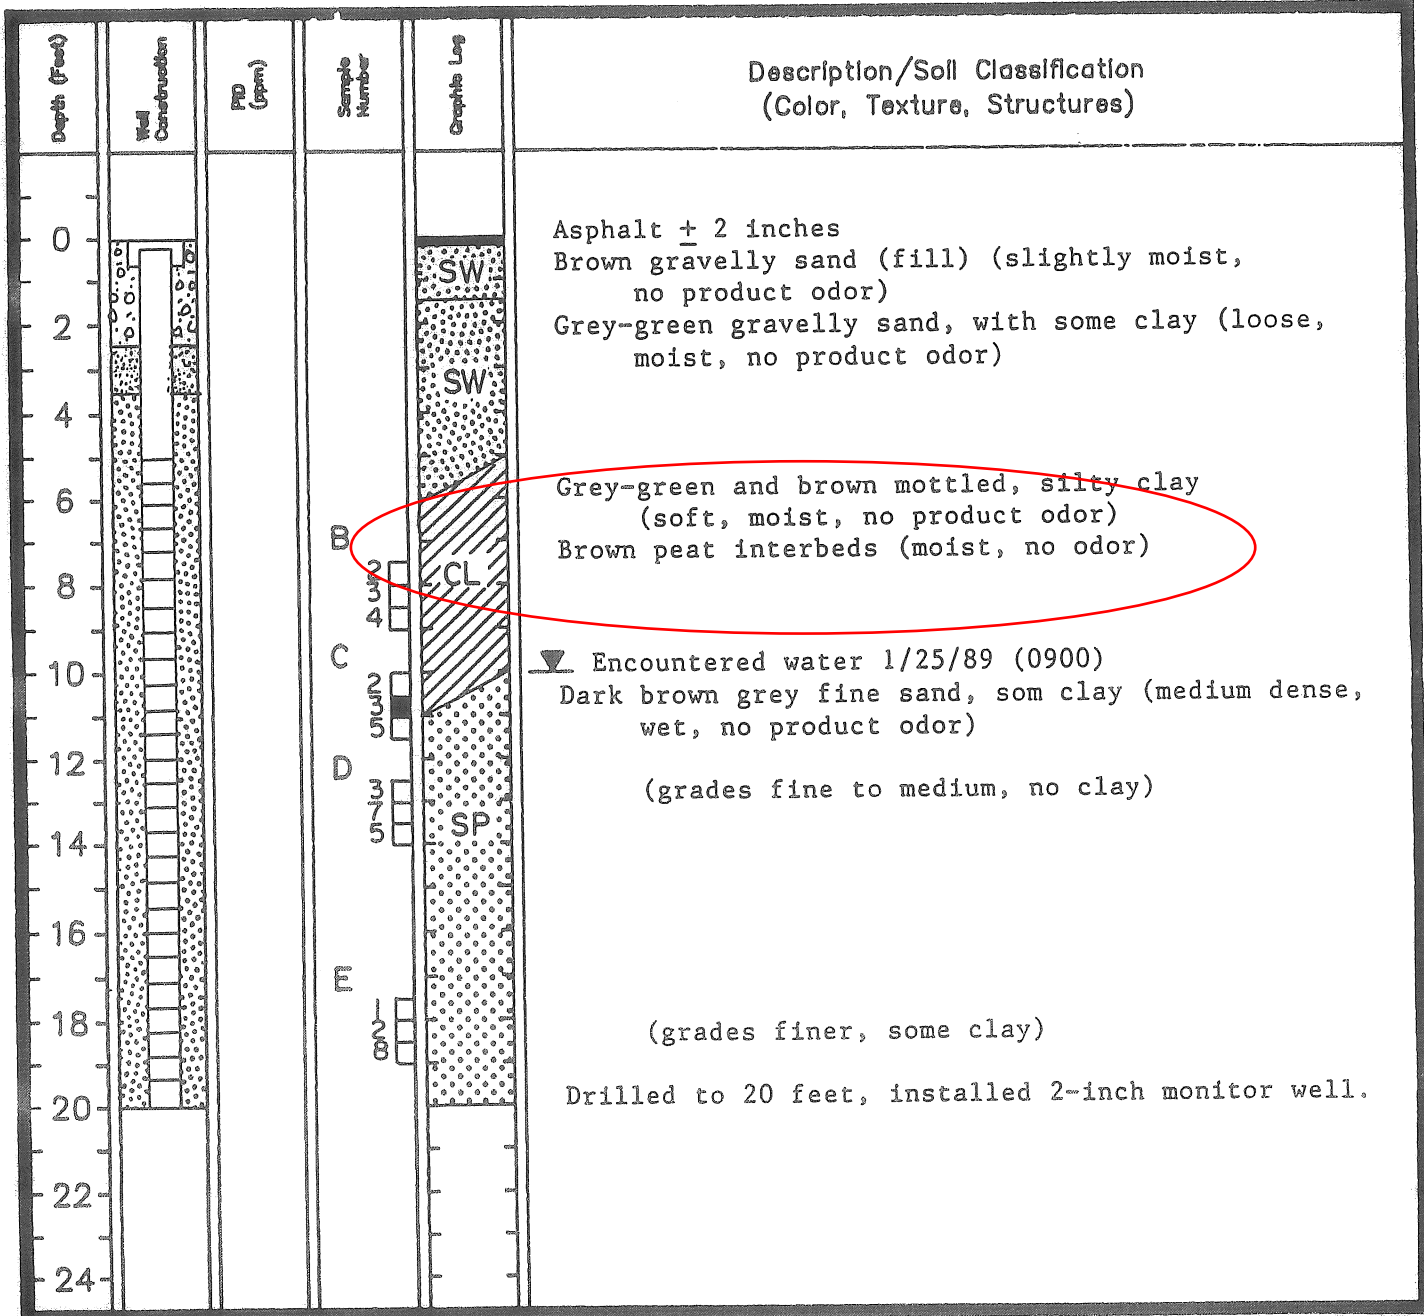 Depth (Feet)
Well Construction
PID (ppm)
Sample Number
Graphic Log
Description/Soil Classification
(Color, Texture, Structures)
0
2
4
6
8
10
12
14
16
18
20
22
24
B
2
3
4
C
2
3
5
D
3
7
5
E
1
2
8
SW
SW
CL
SP
Asphalt ± 2 inches
Brown gravelly sand (fill) (slightly moist,
no product odor)
Grey-green gravelly sand, with some clay (loose,
moist, no product odor)
Grey-green and brown mottled, silty clay
(soft, moist, no product odor)
Brown peat interbeds (moist, no odor)
Encountered water 1/25/89 (0900)
Dark brown grey fine sand, som clay (medium dense,
wet, no product odor)
(grades fine to medium, no clay)
(grades finer, some clay)
Drilled to 20 feet, installed 2-inch monitor well.